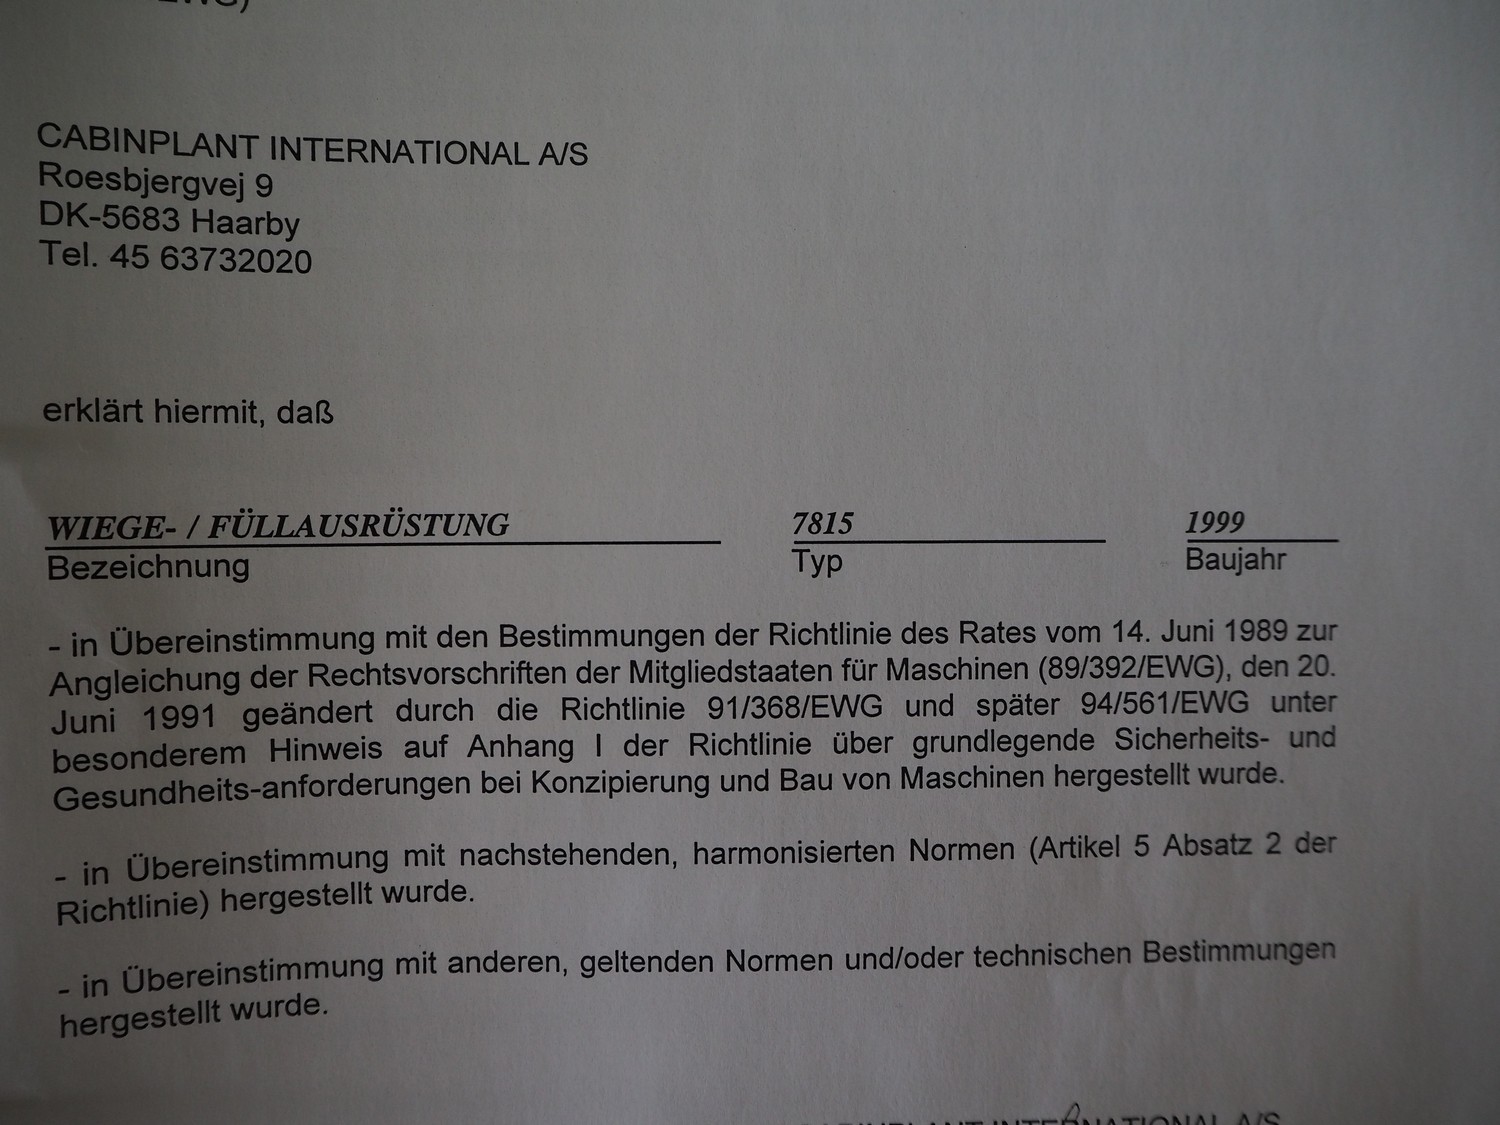 CABINPLANT INTERNATIONAL A/S
Roesbjergvej 9
DK-5683 Haarby
Tel. 45 63732020
erklärt hiermit, daß
WIEGE- / FÜLLAUSRÜSTUNG 7815 1999
Bezeichnung Typ Baujahr
- in Übereinstimmung mit den Bestimmungen der Richtlinie des Rates vom 14. Juni 1989 zur
Angleichung der Rechtsvorschriften der Mitgliedstaaten für Maschinen (89/392/EWG), den 20.
Juni 1991 geändert durch die Richtlinie 91/368/EWG und später 94/561/EWG unter
besonderem Hinweis auf Anhang I der Richtlinie über grundlegende Sicherheits- und
Gesundheits-anforderungen bei Konzipierung und Bau von Maschinen hergestellt wurde.
- in Übereinstimmung mit nachstehenden, harmonisierten Normen (Artikel 5 Absatz 2 der
Richtlinie) hergestellt wurde.
- in Übereinstimmung mit anderen, geltenden Normen und/oder technischen Bestimmungen
hergestellt wurde.
INTERNATIONAL A/S